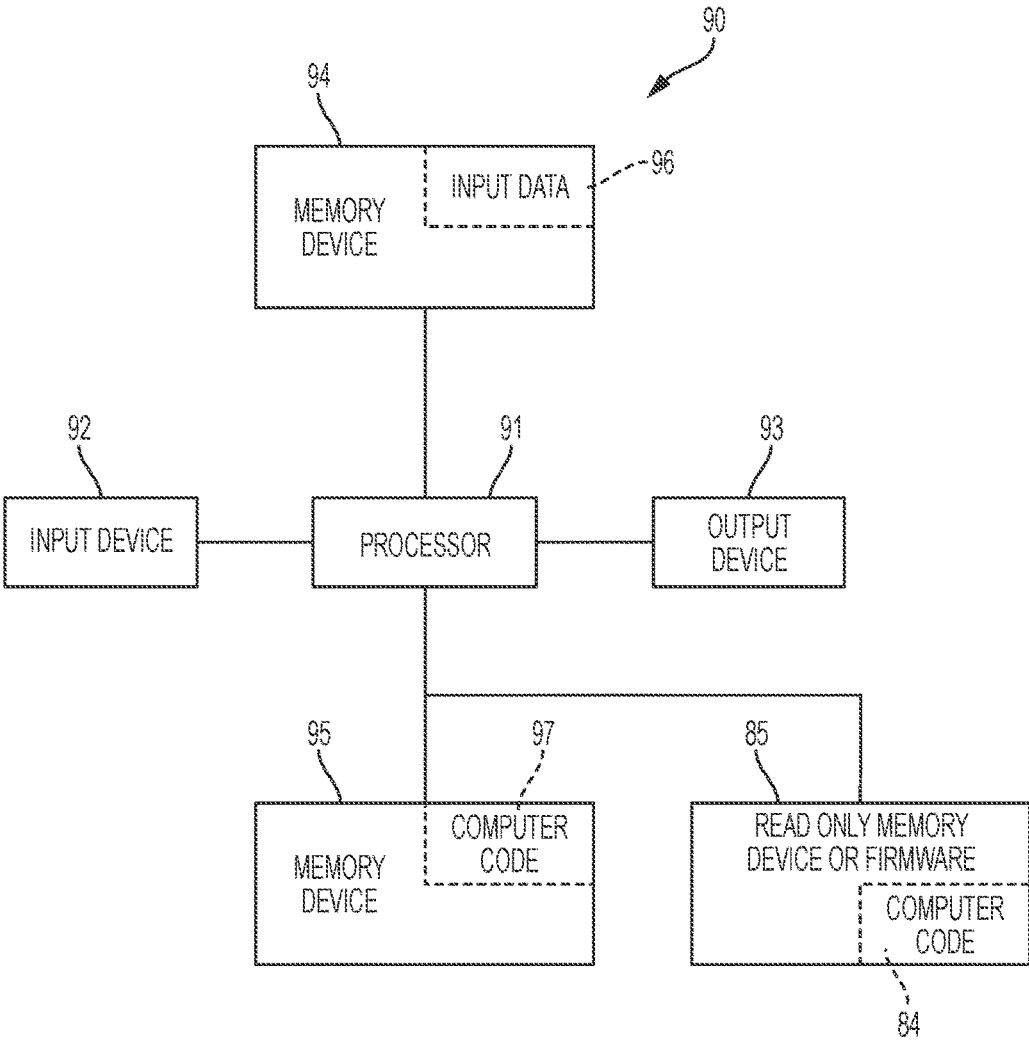 90
94
INPUT DATA
96
MEMORY
DEVICE
92
91
93
INPUT DEVICE
PROCESSOR
OUTPUT
DEVICE
95
97
85
COMPUTER
CODE
MEMORY
DEVICE
READ ONLY MEMORY
DEVICE OR FIRMWARE
COMPUTER
CODE
84